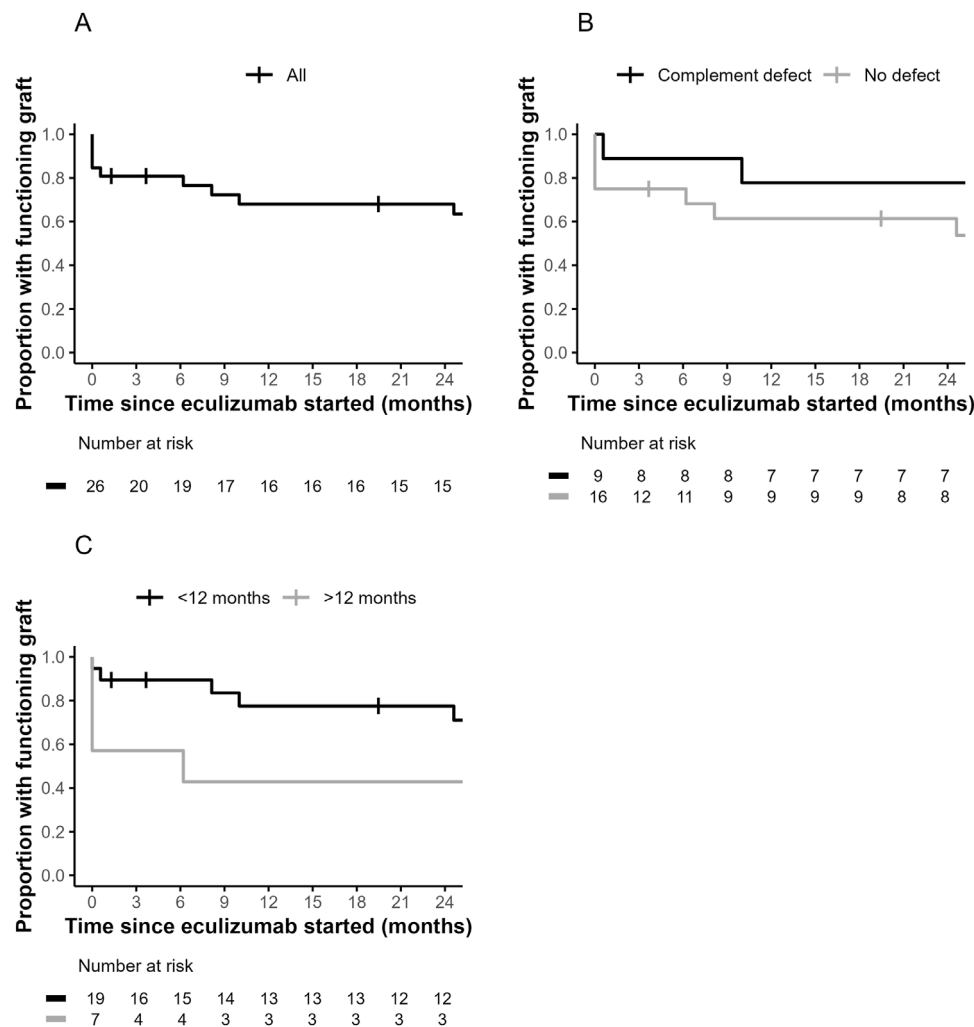 A
All
Proportion with functioning graft
1.0
0.8
0.6
0.4
0.2
0.0
0 3 6 9 12 15 18 21 24
Time since eculizumab started (months)
Number at risk
26 20 19 17 16 16 16 15 15
B
Complement defect No defect
Proportion with functioning graft
1.0
0.8
0.6
0.4
0.2
0.0
0 3 6 9 12 15 18 21 24
Time since eculizumab started (months)
Number at risk
9 8 8 8 7 7 7 7 7
16 12 11 9 9 9 9 8 8
C
<12 months >12 months
Proportion with functioning graft
1.0
0.8
0.6
0.4
0.2
0.0
0 3 6 9 12 15 18 21 24
Time since eculizumab started (months)
Number at risk
19 16 15 14 13 13 13 12 12
7 4 4 3 3 3 3 3 3